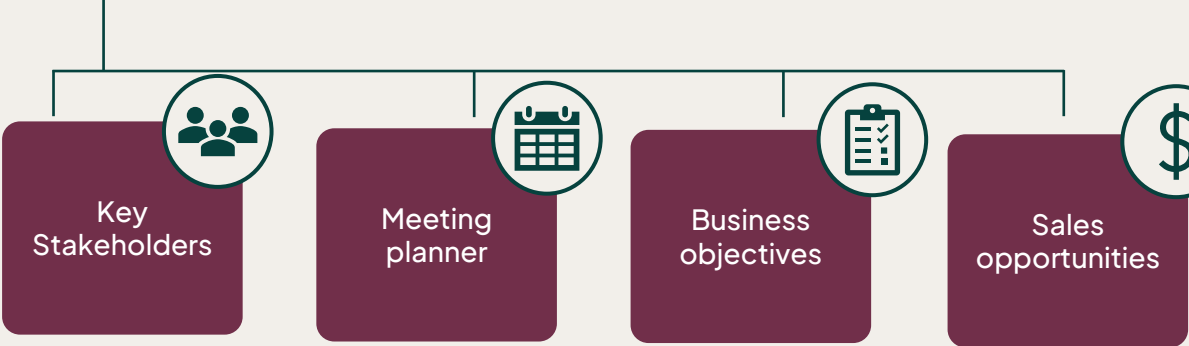 Key
Stakeholders
Meeting
planner
Business
objectives
Sales
opportunities
$